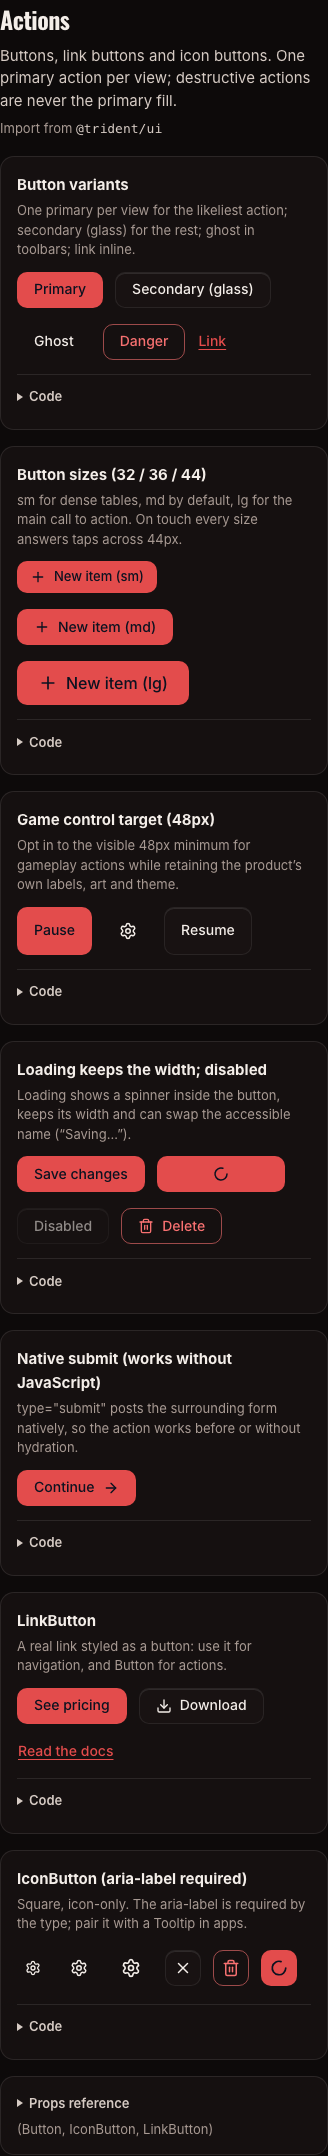 Actions
Buttons, link buttons and icon buttons. One
primary action per view; destructive actions
are never the primary fill.
Import from @trident/ui
Button variants
One primary per view for the likeliest action;
secondary (glass) for the rest; ghost in
toolbars; link inline.
Primary Secondary (glass)
Ghost Danger Link
Code
Button sizes (32 / 36 / 44)
sm for dense tables, md by default, lg for the
main call to action. On touch every size
answers taps across 44px.
New item (sm)
New item (md)
New item (lg)
Code
Game control target (48px)
Opt in to the visible 48px minimum for
gameplay actions while retaining the product’s
own labels, art and theme.
Pause Resume
Code
Loading keeps the width; disabled
Loading shows a spinner inside the button,
keeps its width and can swap the accessible
name (“Saving…”).
Save changes
Disabled Delete
Code
Native submit (works without
JavaScript)
type="submit" posts the surrounding form
natively, so the action works before or without
hydration.
Continue
Code
LinkButton
A real link styled as a button: use it for
navigation, and Button for actions.
See pricing Download
Read the docs
Code
IconButton (aria-label required)
Square, icon-only. The aria-label is required by
the type; pair it with a Tooltip in apps.
Code
Props reference
(Button, IconButton, LinkButton)